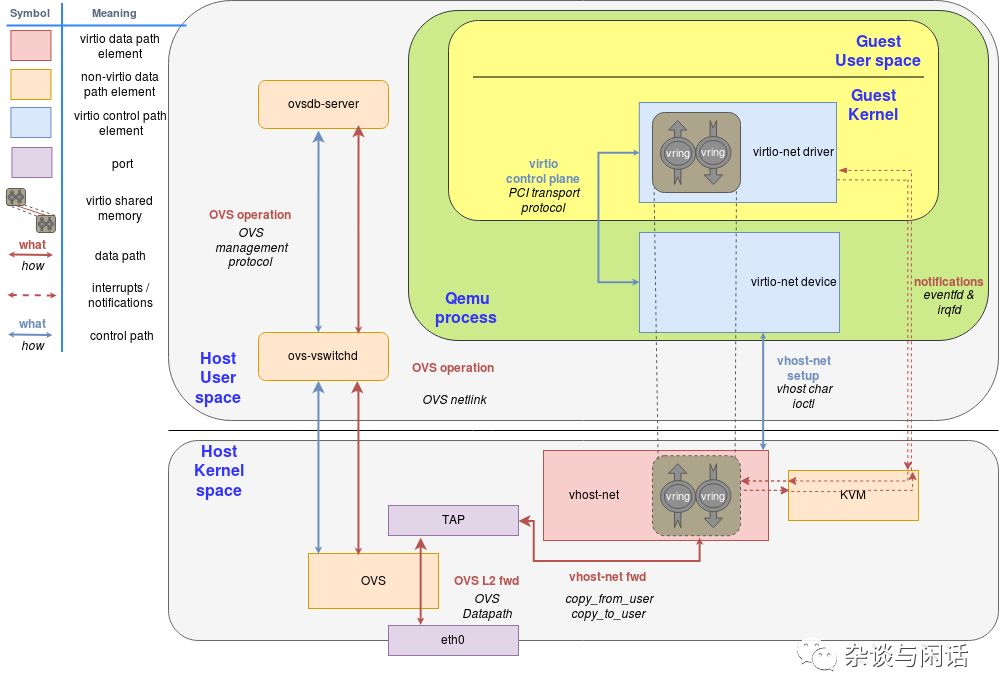 Symbol
Meaning
virtio data path
element
non-virtio data
path element
virtio control path
element
port
virtio shared
memory
what
how
data path
interrupts /
notifications
what
how
control path
Guest
User space
Guest
Kernel
vring
vring
virtio-net driver
virtio
control plane
PCI transport
protocol
virtio-net device
Qemu
process
notifications
eventfd &
irqfd
ovsdb-server
OVS operation
OVS
management
protocol
ovs-vswitchd
OVS operation
OVS netlink
vhost-net
setup
vhost char
ioctl
Host
User
space
Host
Kernel
space
vhost-net
vring
vring
KVM
TAP
OVS
OVS L2 fwd
OVS
Datapath
vhost-net fwd
copy_from_user
copy_to_user
eth0
杂谈与闲话